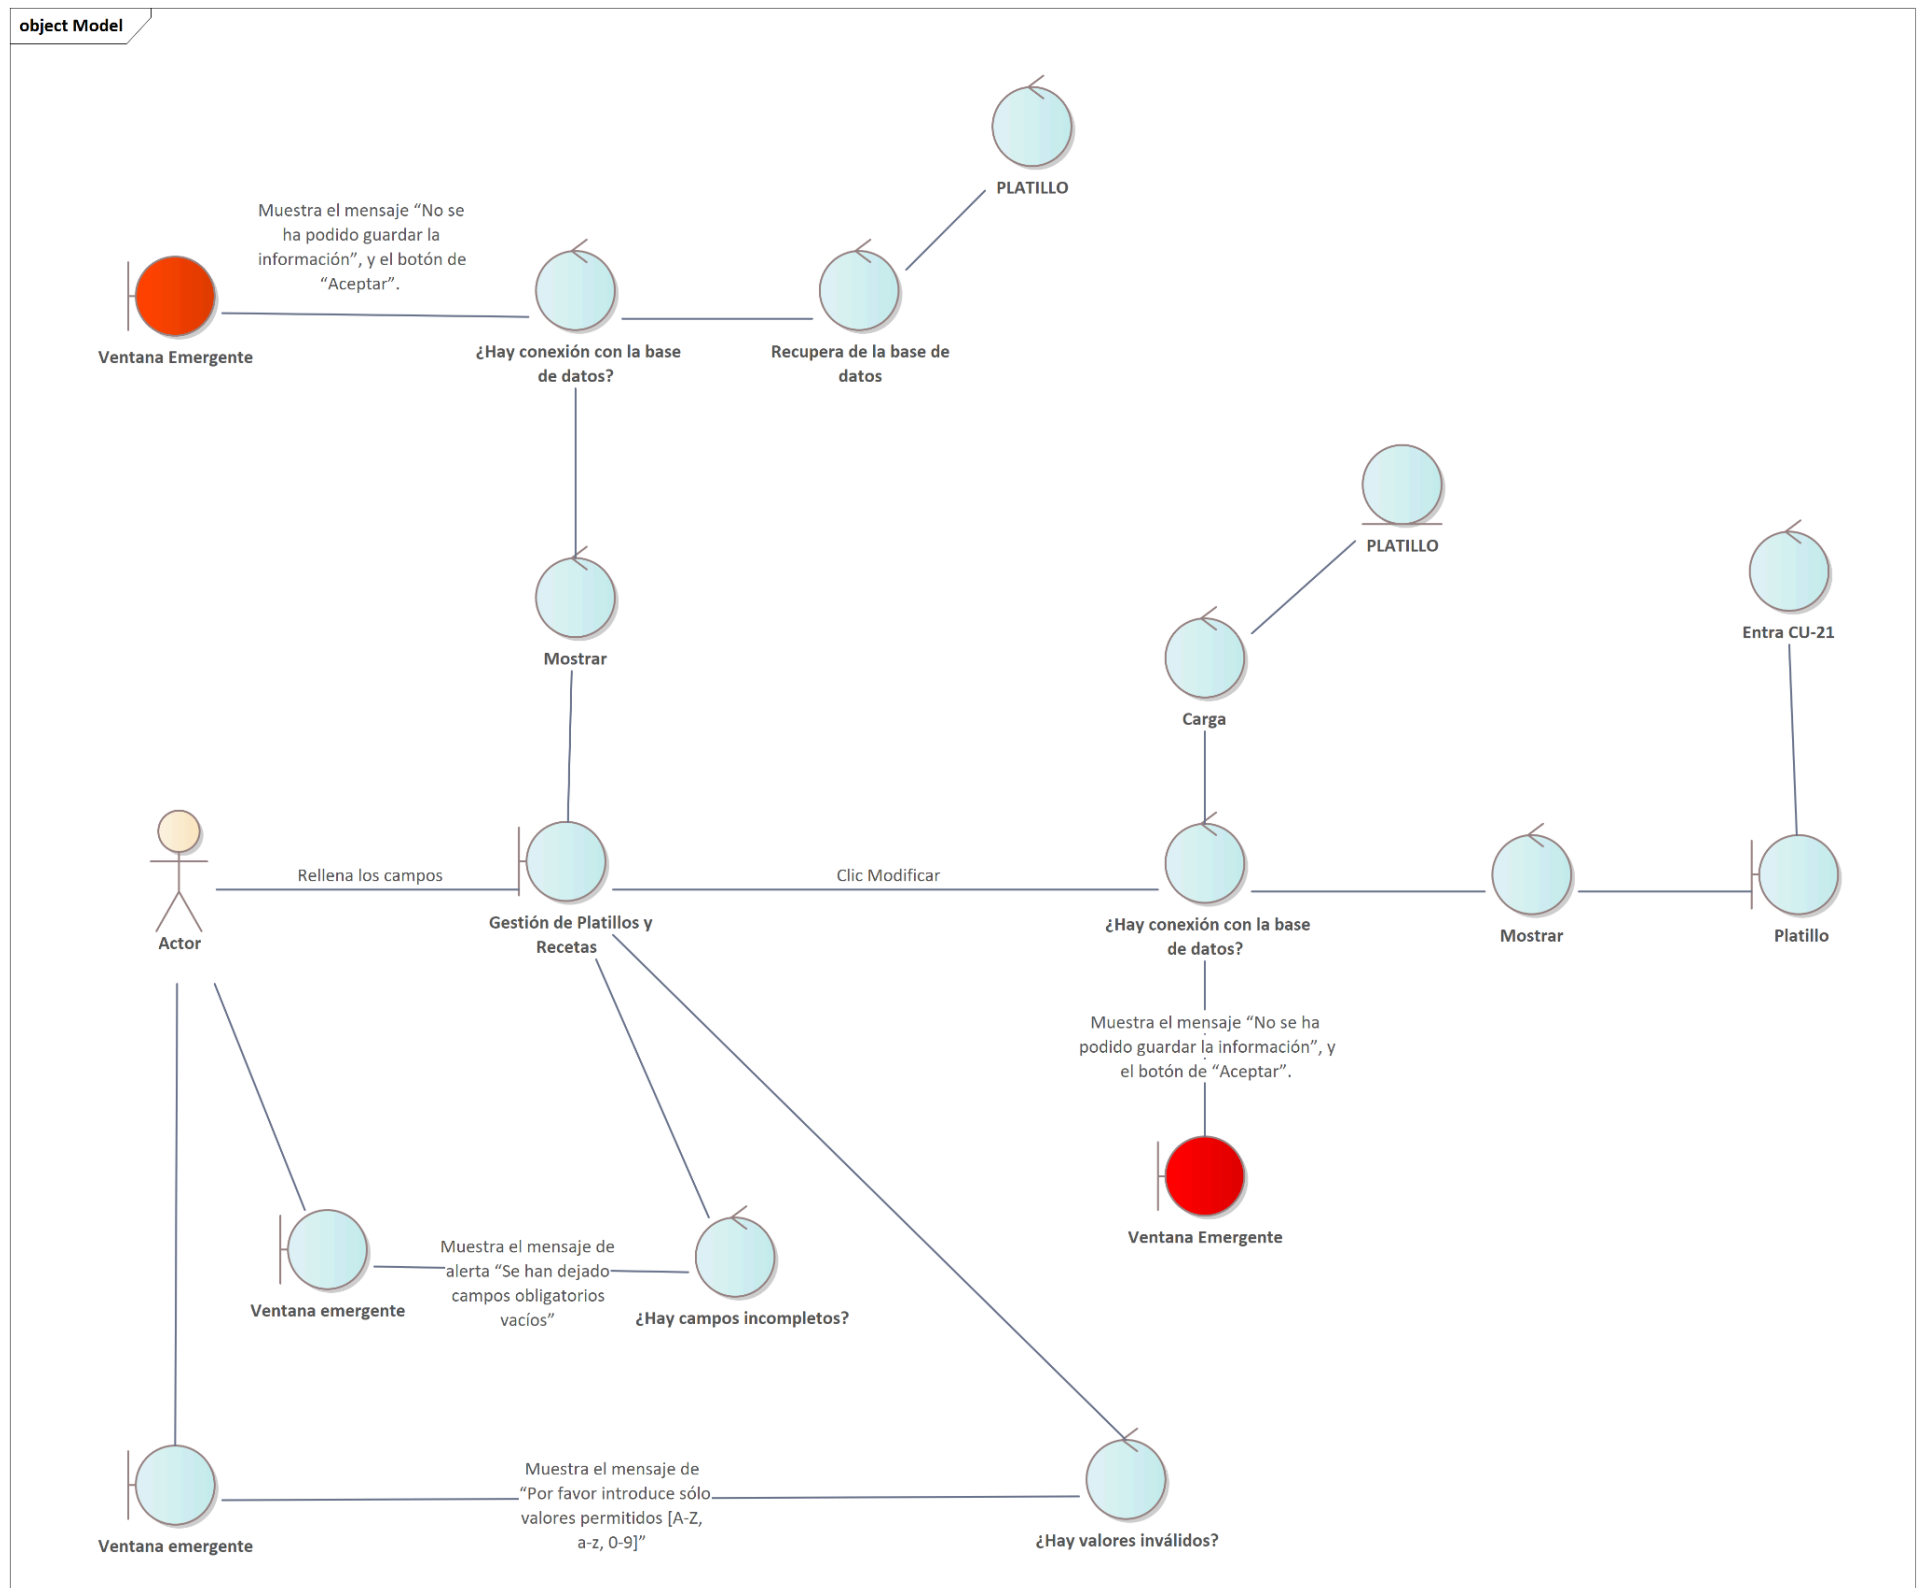 object Model
PLATILLO
Muestra el mensaje “No se
ha podido guardar la
información”, y el botón de
“Aceptar”.
Ventana Emergente
¿Hay conexión con la base
de datos?
Recupera de la base de
datos
PLATILLO
Entra CU-21
Mostrar
Carga
Rellena los campos
Clic Modificar
Actor
Gestión de Platillos y
Recetas
¿Hay conexión con la base
de datos?
Mostrar
Platillo
Muestra el mensaje “No se ha
podido guardar la información”, y
el botón de “Aceptar”.
Ventana Emergente
Muestra el mensaje de
alerta “Se han dejado
campos obligatorios
vacíos”
Ventana emergente
¿Hay campos incompletos?
Muestra el mensaje de
“Por favor introduce sólo
valores permitidos [A-Z,
a-z, 0-9]”
Ventana emergente
¿Hay valores inválidos?